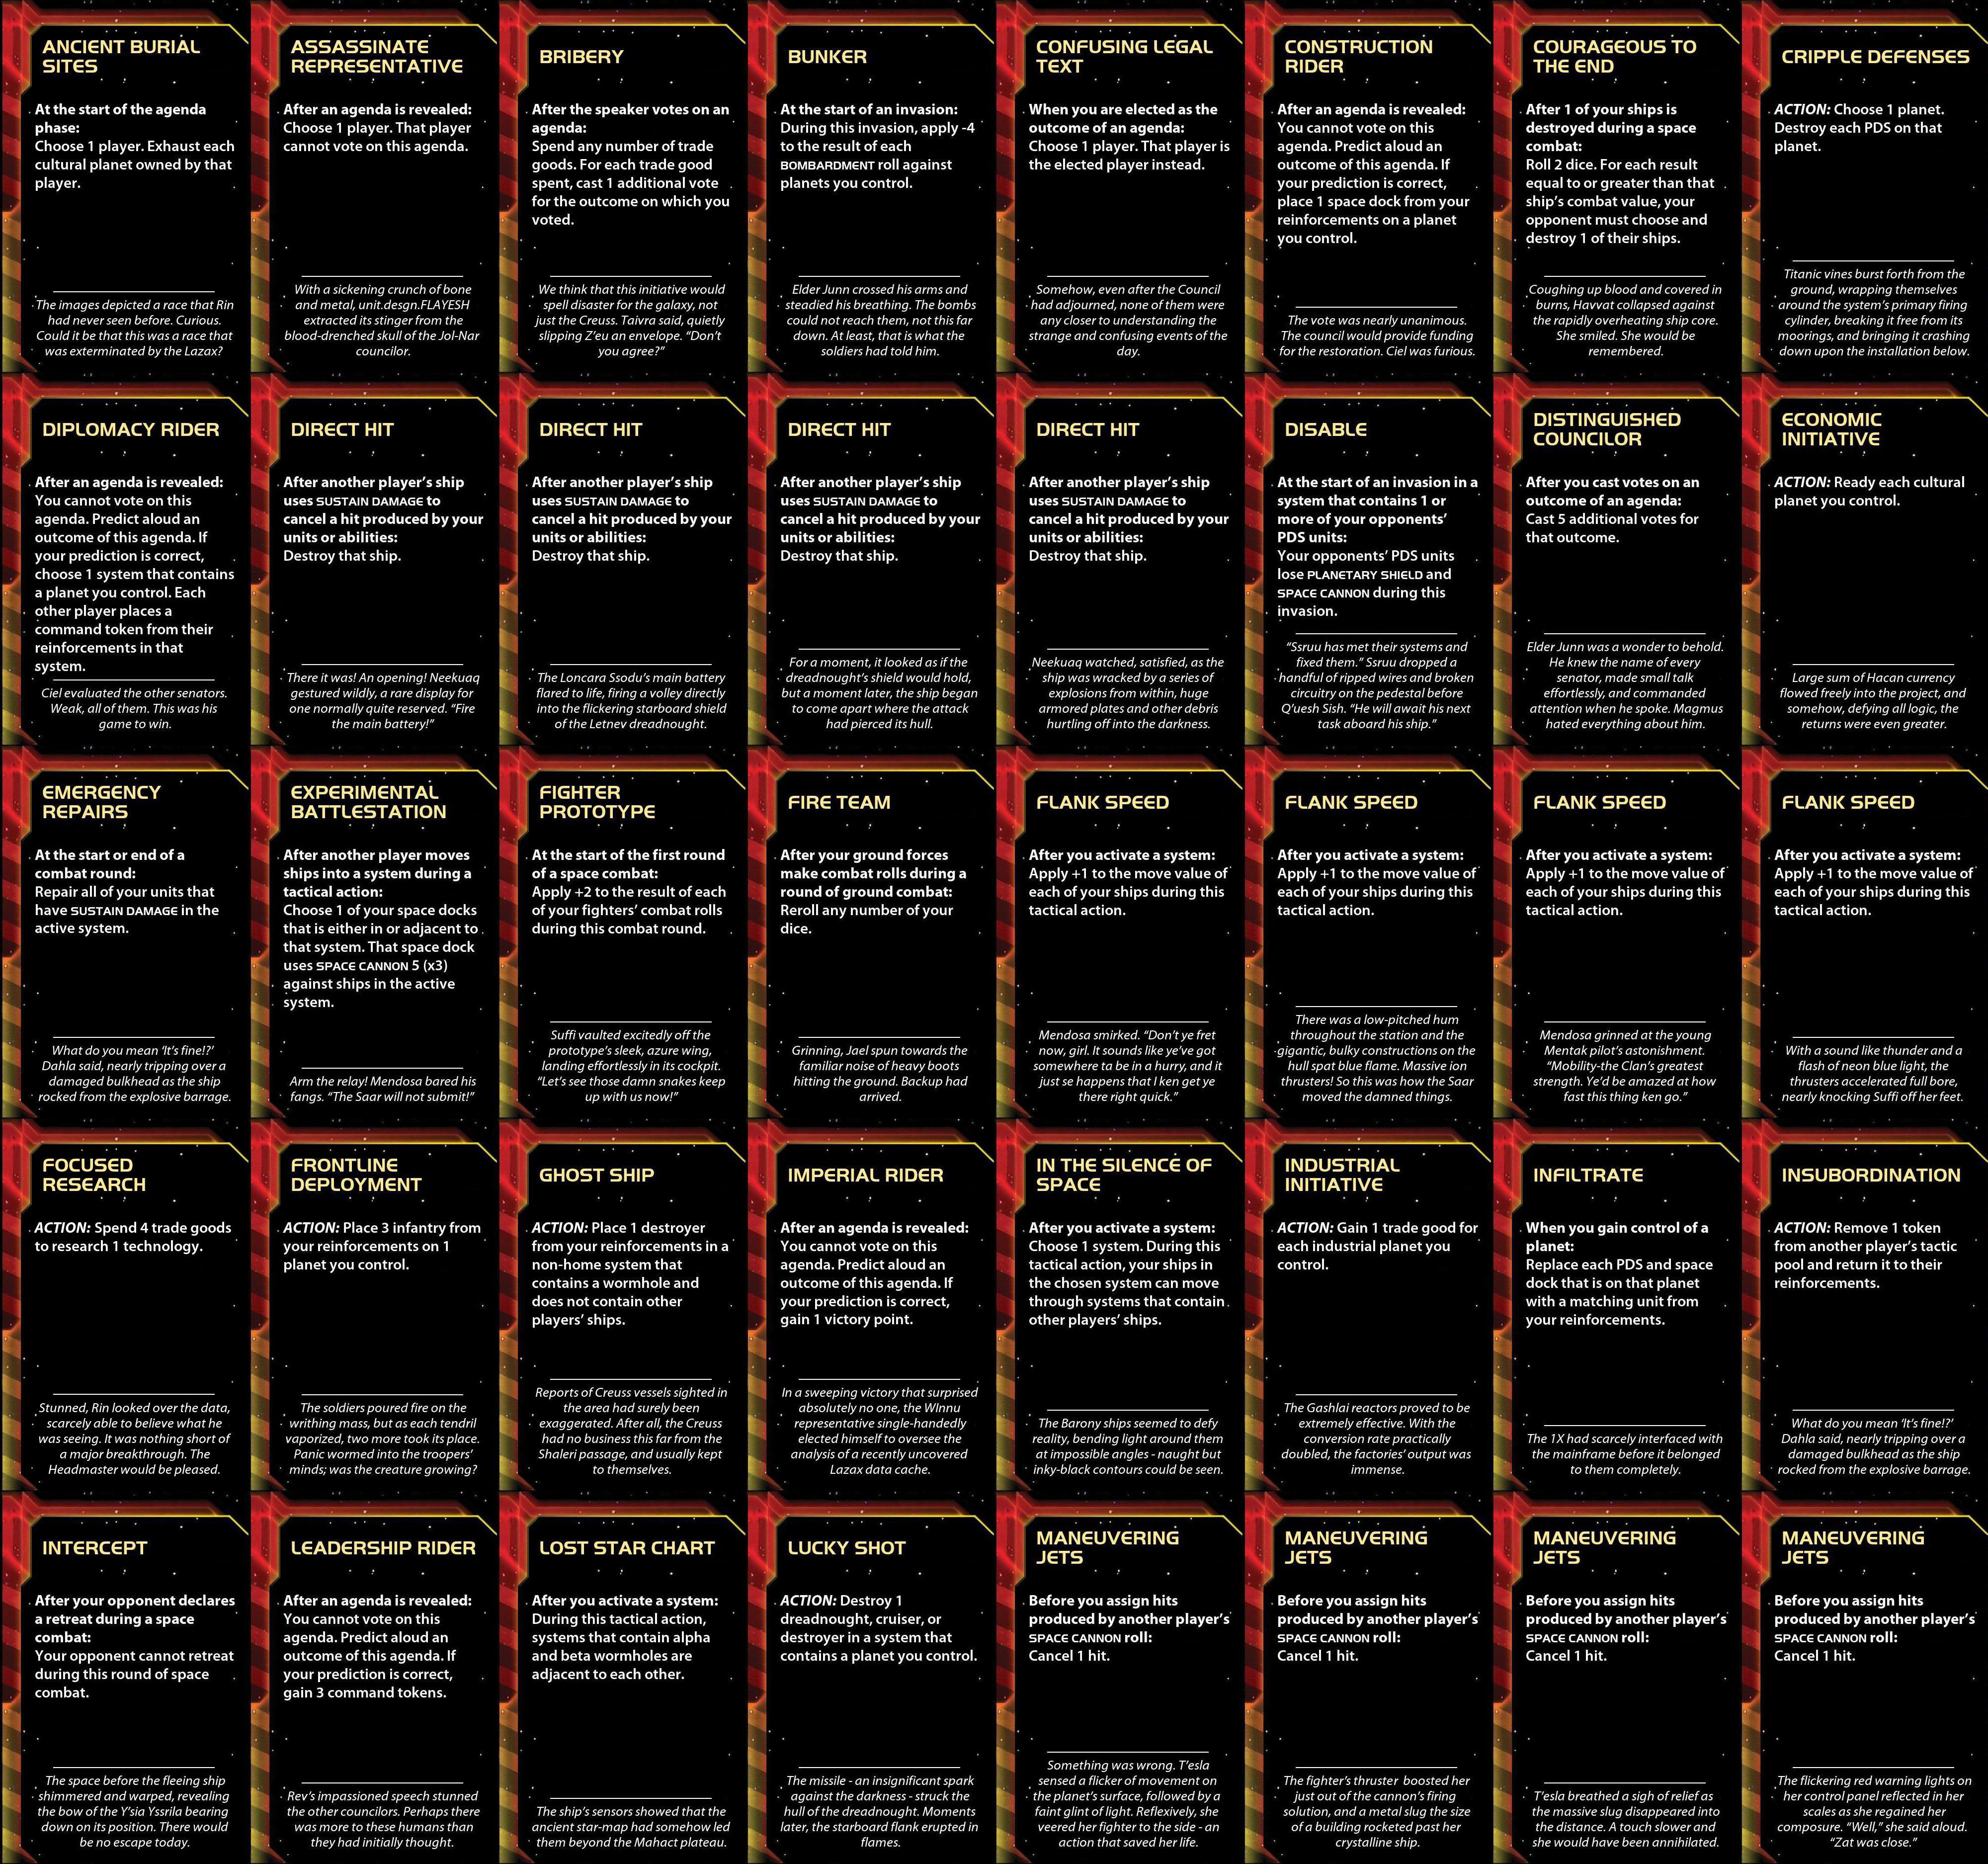 ANCIENT BURIAL
SITES
At the start of the agenda
phase:
Choose 1 player. Exhaust each
cultural planet owned by that
player.
The images depicted a race that Rin
had never seen before. Curious.
Could it be that this was a race that
was exterminated by the Lazax?
ASSASSINATE
REPRESENTATIVE
After an agenda is revealed:
Choose 1 player. That player
cannot vote on this agenda.
With a sickening crunch of bone
and metal, unit.desgn.FLAYESH
extracted its stinger from the
blood-drenched skull of the Jol-Nar
councilor.
BRIBERY
After the speaker votes on an
agenda:
Spend any number of trade
goods. For each trade good
spent, cast 1 additional vote
for the outcome on which you
voted.
We think that this initiative would
spell disaster for the galaxy, not
just the Creuss. Taivra said, quietly
slipping Z'eu an envelope. “Don’t
you agree?”
BUNKER
At the start of an invasion:
During this invasion, apply -4
to the result of each
BOMBARDMENT roll against
planets you control.
Elder Junn crossed his arms and
steadied his breathing. The bombs
could not reach them, not this far
down. At least, that is what the
soldiers had told him.
CONFUSING LEGAL
TEXT
When you are elected as the
outcome of an agenda:
Choose 1 player. That player is
the elected player instead.
Somehow, even after the Council
had adjourned, none of them were
any closer to understanding the
strange and confusing events of the
day.
CONSTRUCTION
RIDER
After an agenda is revealed:
You cannot vote on this
agenda. Predict aloud an
outcome of this agenda. If
your prediction is correct,
place 1 space dock from your
reinforcements on a planet
you control.
The vote was nearly unanimous.
The council would provide funding
for the restoration. Ciel was furious.
COURAGEOUS TO
THE END
After 1 of your ships is
destroyed during a space
combat:
Roll 2 dice. For each result
equal to or greater than that
ship’s combat value, your
opponent must choose and
destroy 1 of their ships.
Coughing up blood and covered in
burns, Havvat collapsed against
the rapidly overheating ship core.
She smiled. She would be
remembered.
CRIPPLE DEFENSES
ACTION: Choose 1 planet.
Destroy each PDS on that
planet.
Titanic vines burst forth from the
ground, wrapping themselves
around the system’s primary firing
cylinder, breaking it free from its
moorings, and bringing it crashing
down upon the installation below.
DIPLOMACY RIDER
After an agenda is revealed:
You cannot vote on this
agenda. Predict aloud an
outcome of this agenda. If
your prediction is correct,
choose 1 system that contains
a planet you control. Each
other player places a
command token from their
reinforcements in that
system.
Ciel evaluated the other senators.
Weak, all of them. This was his
game to win.
DIRECT HIT
After another player’s ship
uses SUSTAIN DAMAGE to
cancel a hit produced by your
units or abilities:
Destroy that ship.
There it was! An opening! Neekuaq
gestured wildly, a rare display for
one normally quite reserved. “Fire
the main battery!”
DIRECT HIT
After another player’s ship
uses SUSTAIN DAMAGE to
cancel a hit produced by your
units or abilities:
Destroy that ship.
The Loncara Ssodu’s main battery
flared to life, firing a volley directly
into the flickering starboard shield
of the Letnev dreadnought.
DIRECT HIT
After another player’s ship
uses SUSTAIN DAMAGE to
cancel a hit produced by your
units or abilities:
Destroy that ship.
For a moment, it looked as if the
dreadnought’s shield would hold,
but a moment later, the ship began
to come apart where the attack
had pierced its hull.
DIRECT HIT
After another player’s ship
uses SUSTAIN DAMAGE to
cancel a hit produced by your
units or abilities:
Destroy that ship.
Neekuaq watched, satisfied, as the
ship was wracked by a series of
explosions from within, huge
armored plates and other debris
hurtling off into the darkness.
DISABLE
At the start of an invasion in a
system that contains 1 or
more of your opponents’
PDS units:
Your opponents’ PDS units
lose PLANETARY SHIELD and
SPACE CANNON during this
invasion.
“Ssruu has met their systems and
fixed them.” Ssruu dropped a
handful of ripped wires and broken
circuitry on the pedestal before
Q’uesh Sish. “He will await his next
task aboard his ship.”
DISTINGUISHED
COUNCILOR
After you cast votes on an
outcome of an agenda:
Cast 5 additional votes for
that outcome.
Elder Junn was a wonder to behold.
He knew the name of every
senator, made small talk
effortlessly, and commanded
attention when he spoke. Magmus
hated everything about him.
ECONOMIC
INITIATIVE
ACTION: Ready each cultural
planet you control.
Large sum of Hacan currency
flowed freely into the project, and
somehow, defying all logic, the
returns were even greater.
EMERGENCY
REPAIRS
At the start or end of a
combat round:
Repair all of your units that
have SUSTAIN DAMAGE in the
active system.
What do you mean ‘It’s fine!?’
Dahla said, nearly tripping over a
damaged bulkhead as the ship
rocked from the explosive barrage.
EXPERIMENTAL
BATTLESTATION
After another player moves
ships into a system during a
tactical action:
Choose 1 of your space docks
that is either in or adjacent to
that system. That space dock
uses SPACE CANNON 5 (x3)
against ships in the active
system.
Arm the relay! Mendosa bared his
fangs. “The Saar will not submit!”
FIGHTER
PROTOTYPE
At the start of the first round
of a space combat:
Apply +2 to the result of each
of your fighters’ combat rolls
during this combat round.
Suffi vaulted excitedly off the
prototype’s sleek, azure wing,
landing effortlessly in its cockpit.
“Let’s see those damn snakes keep
up with us now!”
FIRE TEAM
After your ground forces
make combat rolls during a
round of ground combat:
Reroll any number of your
dice.
Grinning, Jael spun towards the
familiar noise of heavy boots
hitting the ground. Backup had
arrived.
FLANK SPEED
After you activate a system:
Apply +1 to the move value of
each of your ships during this
tactical action.
Mendosa smirked. “Don’t ye fret
now, girl. It sounds like ye’ve got
somewhere ta be in a hurry, and it
just se happens that I ken get ye
there right quick.”
FLANK SPEED
After you activate a system:
Apply +1 to the move value of
each of your ships during this
tactical action.
There was a low-pitched hum
throughout the station and the
gigantic, bulky constructions on the
hull spat blue flame. Massive ion
thrusters! So this was how the Saar
moved the damned things.
FLANK SPEED
After you activate a system:
Apply +1 to the move value of
each of your ships during this
tactical action.
Mendosa grinned at the young
Mentak pilot’s astonishment.
“Mobility-the Clan’s greatest
strength. Ye’d be amazed at how
fast this thing ken go.”
FLANK SPEED
After you activate a system:
Apply +1 to the move value of
each of your ships during this
tactical action.
With a sound like thunder and a
flash of neon blue light, the
thrusters accelerated full bore,
nearly knocking Suffi off her feet.
FOCUSED
RESEARCH
ACTION: Spend 4 trade goods
to research 1 technology.
Stunned, Rin looked over the data,
scarcely able to believe what he
was seeing. It was nothing short of
a major breakthrough. The
Headmaster would be pleased.
FRONTLINE
DEPLOYMENT
ACTION: Place 3 infantry from
your reinforcements on 1
planet you control.
The soldiers poured fire on the
writhing mass, but as each tendril
vaporized, two more took its place.
Panic wormed into the troopers’
minds; was the creature growing?
GHOST SHIP
ACTION: Place 1 destroyer
from your reinforcements in a
non-home system that
contains a wormhole and
does not contain other
players’ ships.
Reports of Creuss vessels sighted in
the area had surely been
exaggerated. After all, the Creuss
had no business this far from the
Shaleri passage, and usually kept
to themselves.
IMPERIAL RIDER
After an agenda is revealed:
You cannot vote on this
agenda. Predict aloud an
outcome of this agenda. If
your prediction is correct,
gain 1 victory point.
In a sweeping victory that surprised
absolutely no one, the WInnu
representative single-handedly
elected himself to oversee the
analysis of a recently uncovered
Lazax data cache.
IN THE SILENCE OF
SPACE
After you activate a system:
Choose 1 system. During this
tactical action, your ships in
the chosen system can move
through systems that contain
other players’ ships.
The Barony ships seemed to defy
reality, bending light around them
at impossible angles - naught but
inky-black contours could be seen.
INDUSTRIAL
INITIATIVE
ACTION: Gain 1 trade good for
each industrial planet you
control.
The Gashlai reactors proved to be
extremely effective. With the
conversion rate practically
doubled, the factories’ output was
immense.
INFILTRATE
When you gain control of a
planet:
Replace each PDS and space
dock that is on that planet
with a matching unit from
your reinforcements.
The 1X had scarcely interfaced with
the mainframe before it belonged
to them completely.
INSUBORDINATION
ACTION: Remove 1 token
from another player’s tactic
pool and return it to their
reinforcements.
What do you mean ‘It’s fine!?’
Dahla said, nearly tripping over a
damaged bulkhead as the ship
rocked from the explosive barrage.
INTERCEPT
After your opponent declares
a retreat during a space
combat:
Your opponent cannot retreat
during this round of space
combat.
The space before the fleeing ship
shimmered and warped, revealing
the bow of the Y’sia Yssrila bearing
down on its position. There would
be no escape today.
LEADERSHIP RIDER
After an agenda is revealed:
You cannot vote on this
agenda. Predict aloud an
outcome of this agenda. If
your prediction is correct,
gain 3 command tokens.
Rev’s impassioned speech stunned
the other councilors. Perhaps there
was more to these humans than
they had initially thought.
LOST STAR CHART
After you activate a system:
During this tactical action,
systems that contain alpha
and beta wormholes are
adjacent to each other.
The ship’s sensors showed that the
ancient star-map had somehow led
them beyond the Mahact plateau.
LUCKY SHOT
ACTION: Destroy 1
dreadnought, cruiser, or
destroyer in a system that
contains a planet you control.
The missile - an insignificant spark
against the darkness - struck the
hull of the dreadnought. Moments
later, the starboard flank erupted in
flames.
MANEUVERING
JETS
Before you assign hits
produced by another player’s
SPACE CANNON roll:
Cancel 1 hit.
Something was wrong. T’esla
sensed a flicker of movement on
the planet’s surface, followed by a
faint glint of light. Reflexively, she
veered her fighter to the side - an
action that saved her life.
MANEUVERING
JETS
Before you assign hits
produced by another player’s
SPACE CANNON roll:
Cancel 1 hit.
The fighter’s thruster boosted her
just out of the cannon’s firing
solution, and a metal slug the size
of a building rocketed past her
crystalline ship.
MANEUVERING
JETS
Before you assign hits
produced by another player’s
SPACE CANNON roll:
Cancel 1 hit.
T’esla breathed a sigh of relief as
the massive slug disappeared into
the distance. A touch slower and
she would have been annihilated.
MANEUVERING
JETS
Before you assign hits
produced by another player’s
SPACE CANNON roll:
Cancel 1 hit.
The flickering red warning lights on
her control panel reflected in her
scales as she regained her
composure. “Well,” she said aloud.
“Zat was close.”